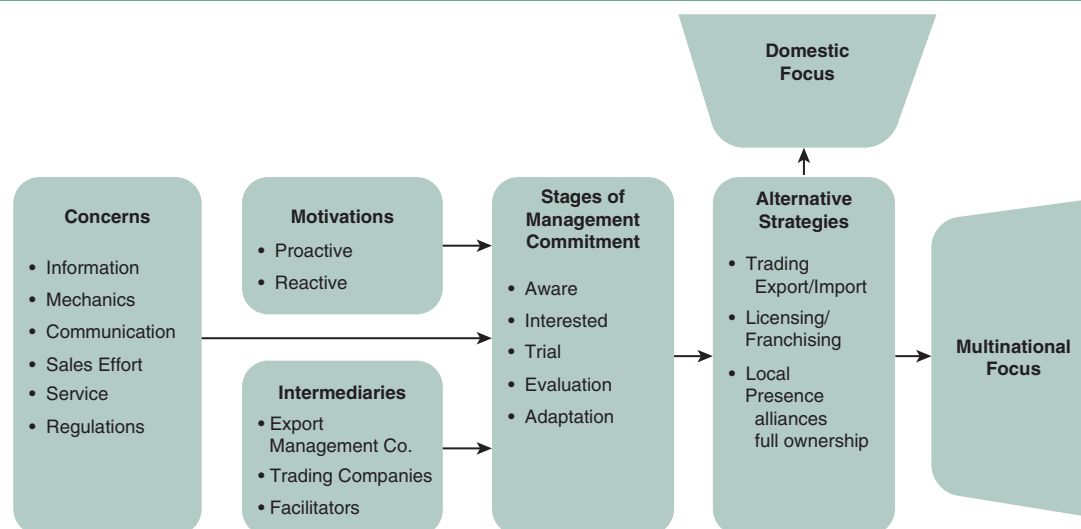 Domestic
Focus
Concerns
• Information
• Mechanics
• Communication
• Sales Effort
• Service
• Regulations
Motivations
• Proactive
• Reactive
Intermediaries
• Export
Management Co.
• Trading Companies
• Facilitators
Stages of
Management
Commitment
• Aware
• Interested
• Trial
• Evaluation
• Adaptation
Alternative
Strategies
• Trading
Export/Import
• Licensing/
Franchising
• Local
Presence
alliances
full ownership
Multinational
Focus